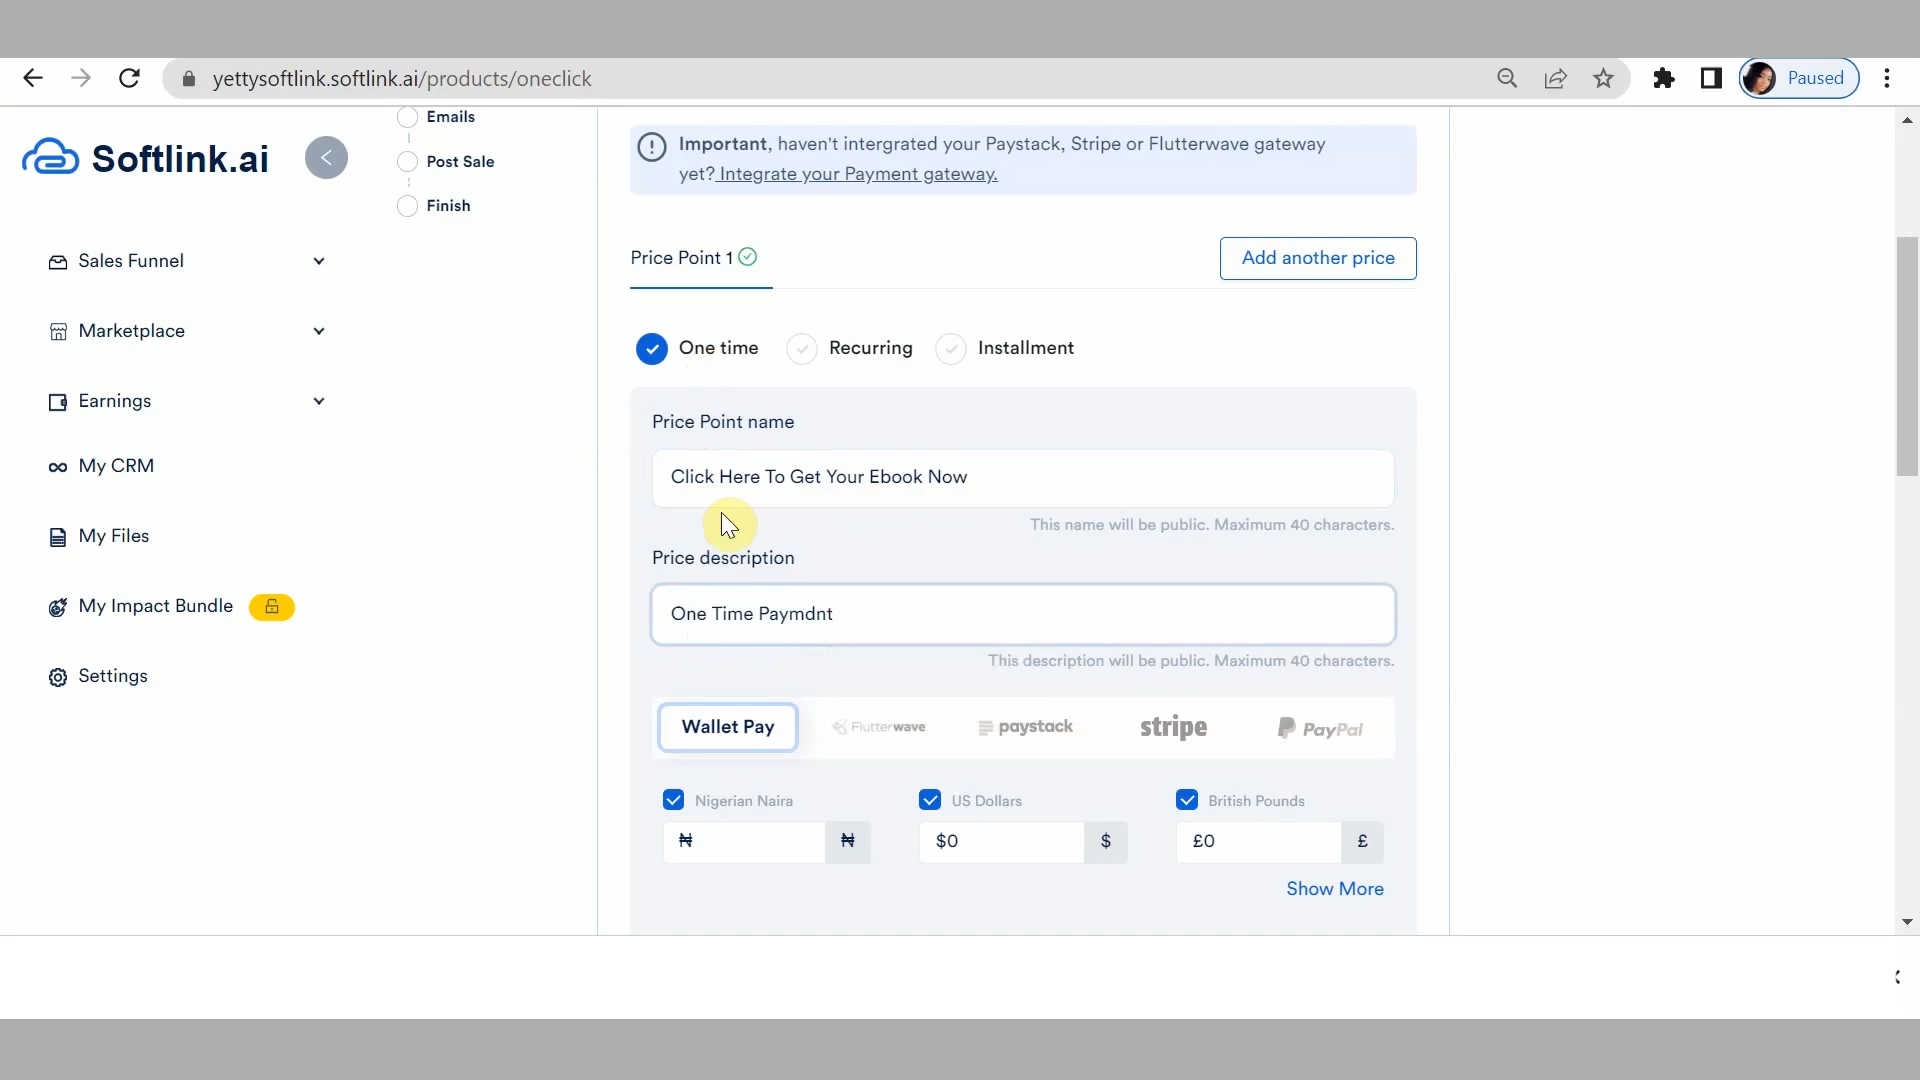 yettysoftlink.softlink.ai/products/oneclick
Paused
Softlink.ai
Emails
Post Sale
Finish
Sales Funnel
Marketplace
Earnings
My CRM
My Files
My Impact Bundle
Settings
Important, haven't intergrated your Paystack, Stripe or Flutterwave gateway
yet? Integrate your Payment gateway.
Price Point 1
Add another price
One time
Recurring
Installment
Price Point name
Click Here To Get Your Ebook Now
This name will be public. Maximum 40 characters.
Price description
One Time Paymdnt
This description will be public. Maximum 40 characters.
Wallet Pay
Flutterwave
paystack
stripe
PayPal
Nigerian Naira
US Dollars
British Pounds
₦
₦
$0
$
£0
£
Show More